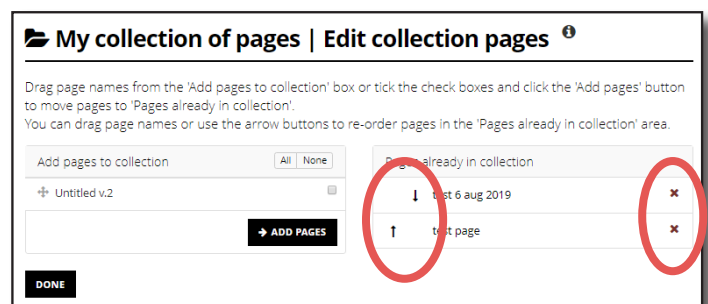 My collection of pages | Edit collection pages
Drag page names from the 'Add pages to collection' box or tick the check boxes and click the 'Add pages' button
to move pages to 'Pages already in collection'.
You can drag page names or use the arrow buttons to re-order pages in the 'Pages already in collection' area.
Add pages to collection All None
Untitled v.2
ADD PAGES
Pages already in collection
test 6 aug 2019
test page
DONE